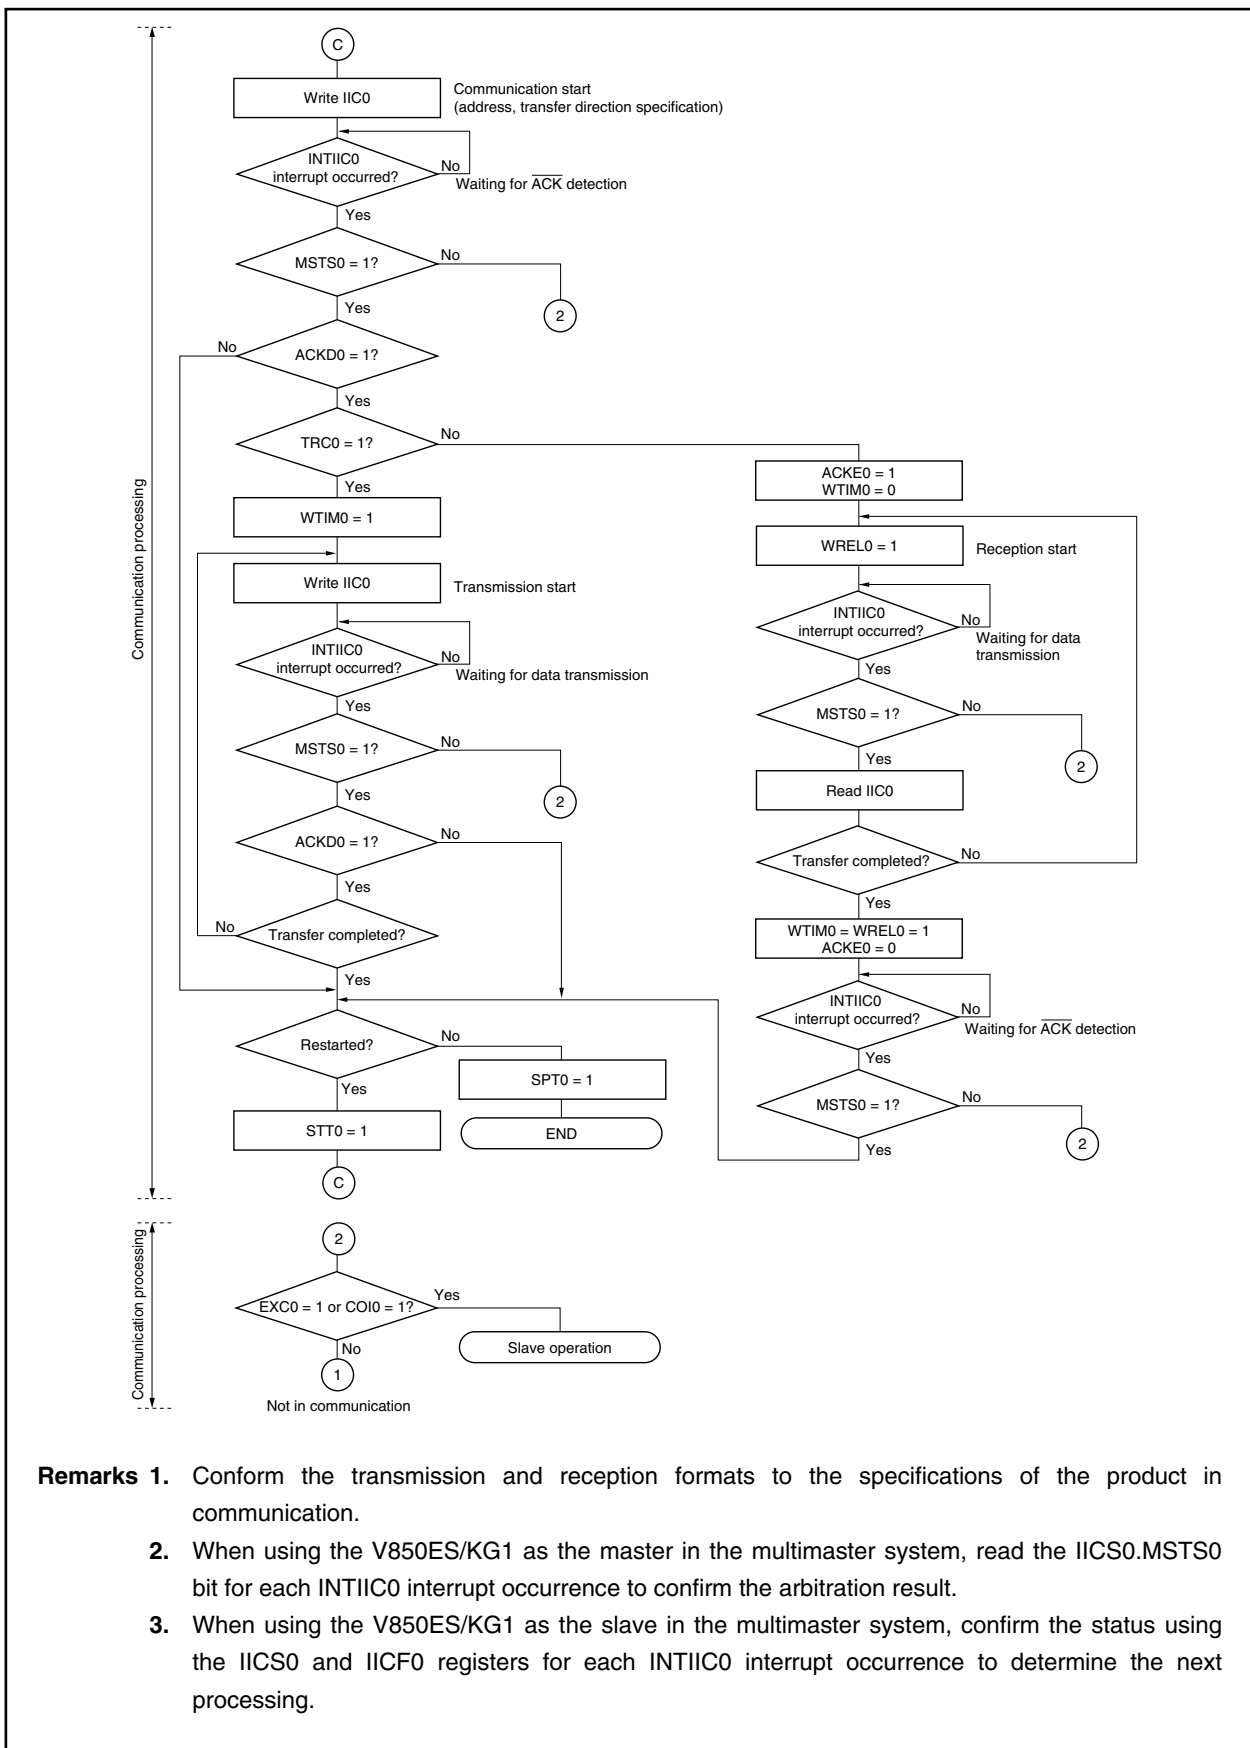 C
Write IIC0
Communication start
(address, transfer direction specification)
INTIIC0
interrupt occurred?
No
Waiting for ACK detection
Yes
MSTS0 = 1?
No
2
Yes
ACKD0 = 1?
No
Yes
TRC0 = 1?
No
Yes
WTIM0 = 1
Write IIC0
Transmission start
INTIIC0
interrupt occurred?
No
Waiting for data transmission
Yes
MSTS0 = 1?
No
2
Yes
ACKD0 = 1?
No
Yes
Transfer completed?
No
Yes
Restarted?
No
SPT0 = 1
END
Yes
STT0 = 1
C
ACKE0 = 1
WTIM0 = 0
WREL0 = 1
Reception start
INTIIC0
interrupt occurred?
No
Waiting for data
transmission
Yes
MSTS0 = 1?
No
2
Yes
Read IIC0
Transfer completed?
No
Yes
WTIM0 = WREL0 = 1
ACKE0 = 0
INTIIC0
interrupt occurred?
No
Waiting for ACK detection
Yes
MSTS0 = 1?
No
2
Yes
Communication processing
2
EXC0 = 1 or COI0 = 1?
Yes
Slave operation
No
1
Not in communication
Communication processing
Remarks 1. Conform the transmission and reception formats to the specifications of the product in
communication.
2. When using the V850ES/KG1 as the master in the multimaster system, read the IICS0.MSTS0
bit for each INTIIC0 interrupt occurrence to confirm the arbitration result.
3. When using the V850ES/KG1 as the slave in the multimaster system, confirm the status using
the IICS0 and IICF0 registers for each INTIIC0 interrupt occurrence to determine the next
processing.